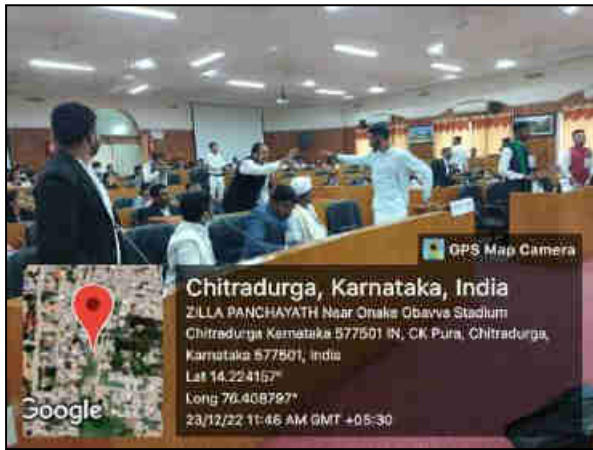 GPS Map Camera
Chitradurga, Karnataka, India
ZILLA PANCHAYATH Near Onake Obavva Stadium
Chitradurga Karnataka 577501 IN, CK Pura, Chitradurga,
Karnataka 577501, India
Lat 14.224157°
Long 76.408797°
23/12/22 11:46 AM GMT +05:30
Google